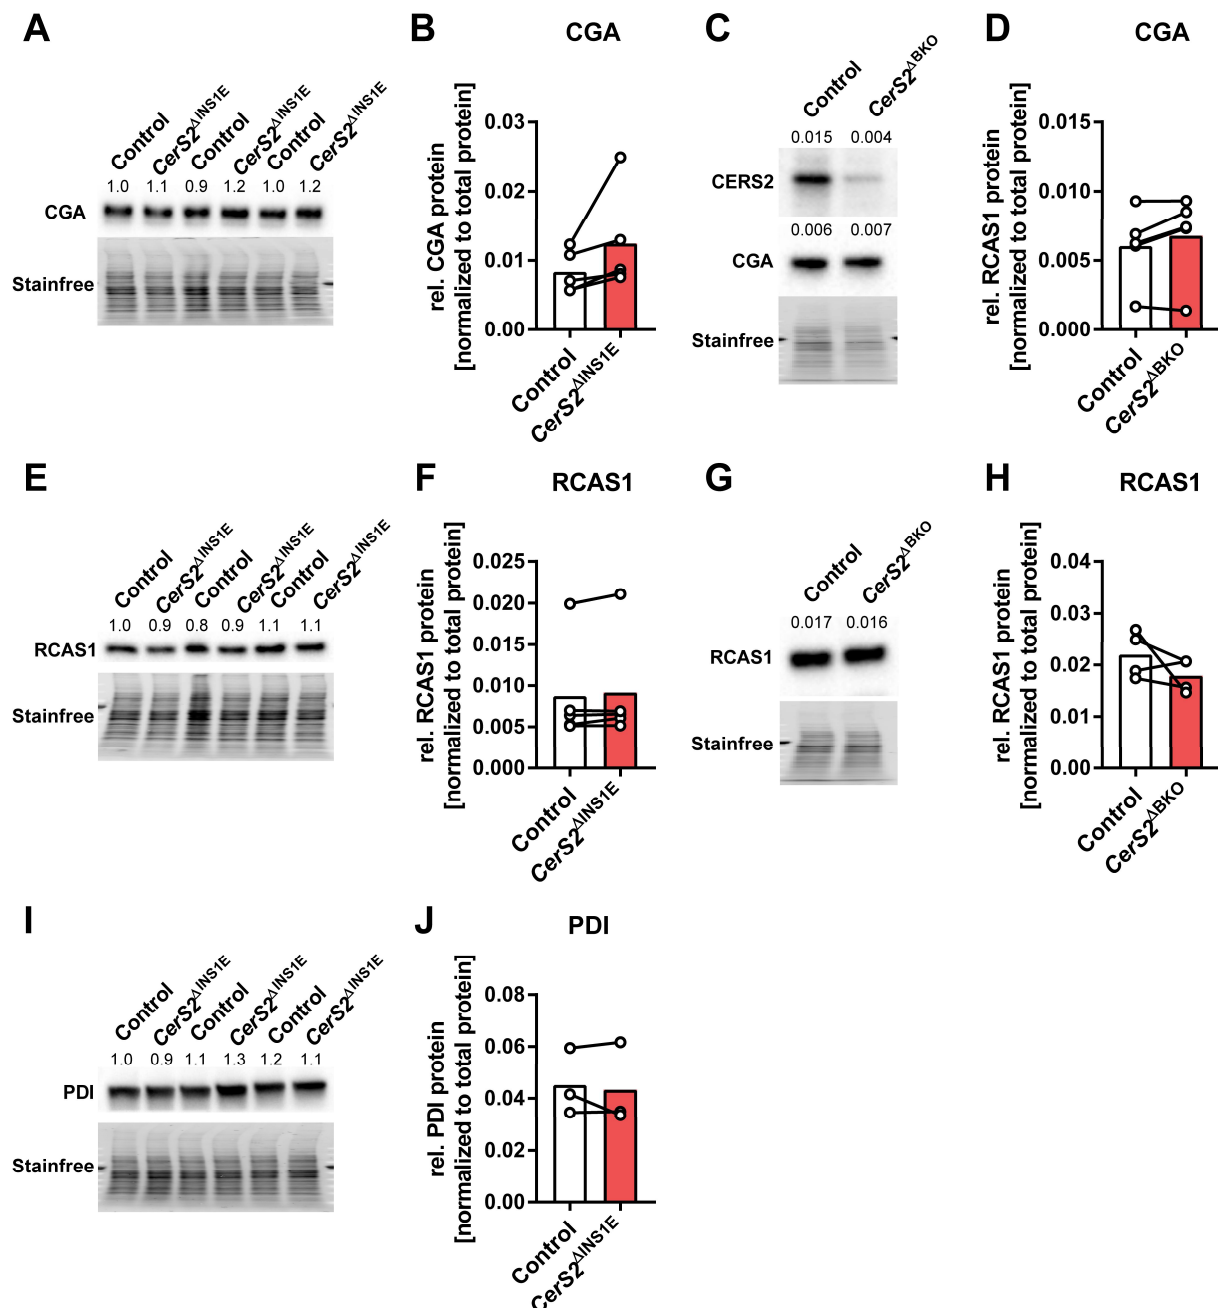 A
Control
CerS2ΔINS1E
Control
CerS2ΔINS1E
Control
CerS2ΔINS1E
1.0 1.1 0.9 1.2 1.0 1.2
CGA
Stainfree
B
CGA
rel. CGA protein
[normalized to total protein]
0.03
0.02
0.01
0.00
Control
CerS2ΔINS1E
C
Control
CerS2ΔBKO
0.015 0.004
CERS2
0.006 0.007
CGA
Stainfree
D
CGA
rel. RCAS1 protein
[normalized to total protein]
0.015
0.010
0.005
0.000
Control
CerS2ΔBKO
E
Control
CerS2ΔINS1E
Control
CerS2ΔINS1E
Control
CerS2ΔINS1E
1.0 0.9 0.8 0.9 1.1 1.1
RCAS1
Stainfree
F
RCAS1
rel. RCAS1 protein
[normalized to total protein]
0.025
0.020
0.015
0.010
0.005
0.000
Control
CerS2ΔINS1E
G
Control
CerS2ΔBKO
0.017 0.016
RCAS1
Stainfree
H
RCAS1
rel. RCAS1 protein
[normalized to total protein]
0.04
0.03
0.02
0.01
0.00
Control
CerS2ΔBKO
I
Control
CerS2ΔINS1E
Control
CerS2ΔINS1E
Control
CerS2ΔINS1E
1.0 0.9 1.1 1.3 1.2 1.1
PDI
Stainfree
J
PDI
rel. PDI protein
[normalized to total protein]
0.08
0.06
0.04
0.02
0.00
Control
CerS2ΔINS1E